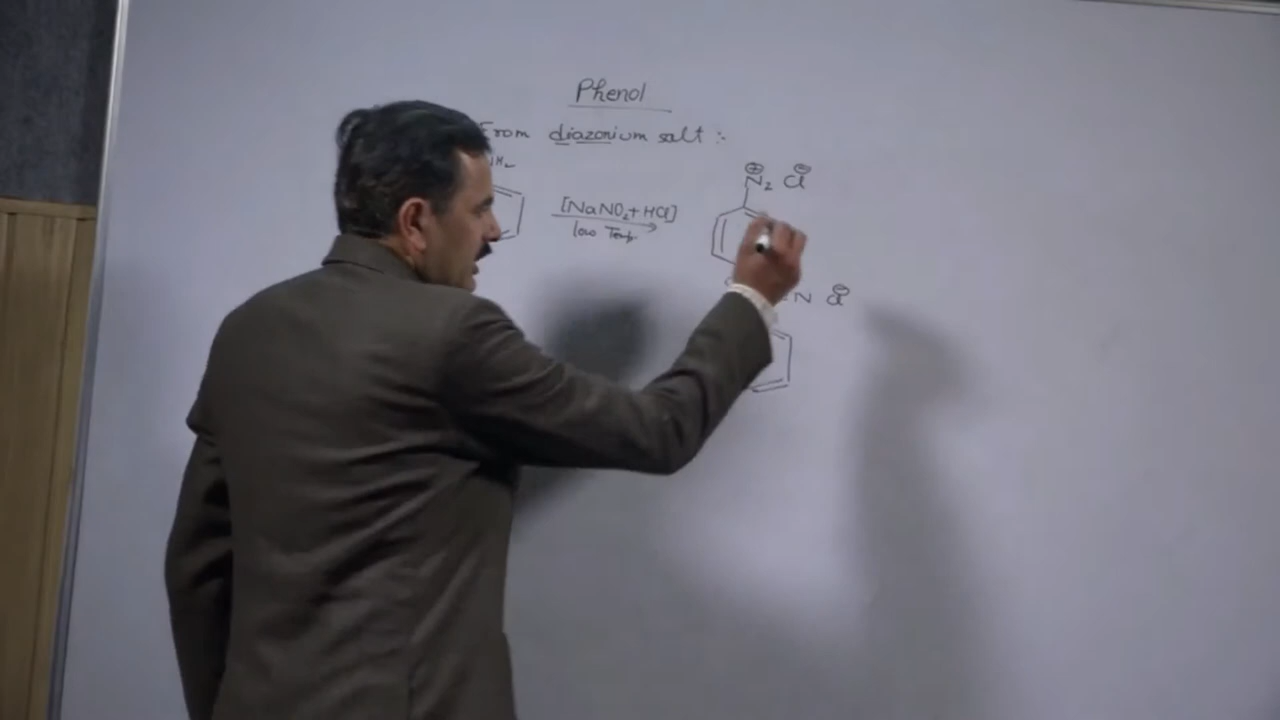 Phenol
From diazonium salt :-
NH₂
[NaNO₂ + HCl]
low Temp.
⊕ ⊖
N₂ Cl
⊖
N Cl